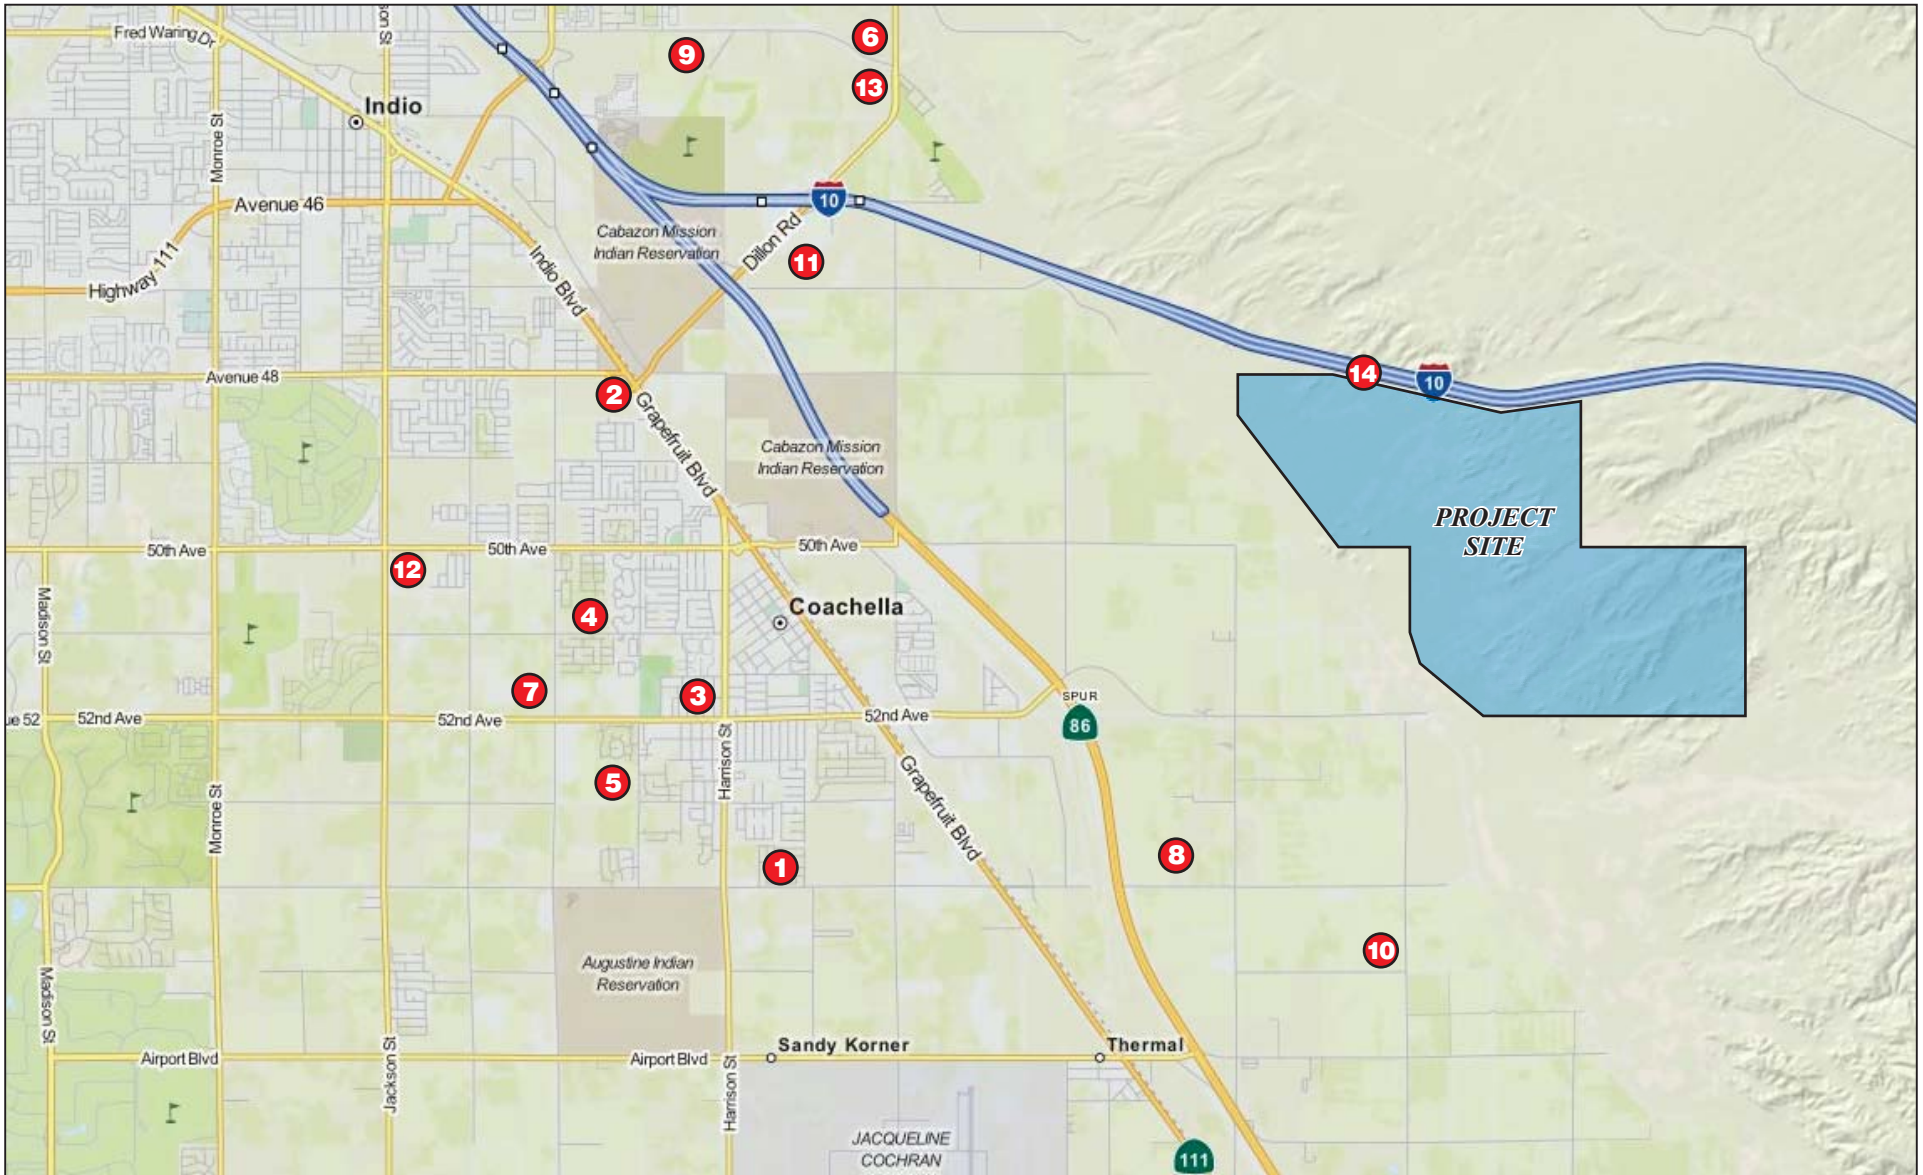 Fred Waring Dr
on St
9
6
13
Indio
Monroe St
Avenue 46
10
Cabazon Mission
Indian Reservation
Dillon Rd
11
Highway 111
Indio Blvd
14
10
Avenue 48
2
Grapefruit Blvd
Cabazon Mission
Indian Reservation
PROJECT
SITE
50th Ave
50th Ave
50th Ave
12
Madison St
4
Coachella
7
3
SPUR
86
ue 52
52nd Ave
52nd Ave
52nd Ave
Harrison St
5
Grapefruit Blvd
Monroe St
1
8
10
Augustine Indian
Reservation
Madison St
Sandy Korner
Thermal
Airport Blvd
Airport Blvd
Jackson St
Harrison St
JACQUELINE
COCHRAN
111